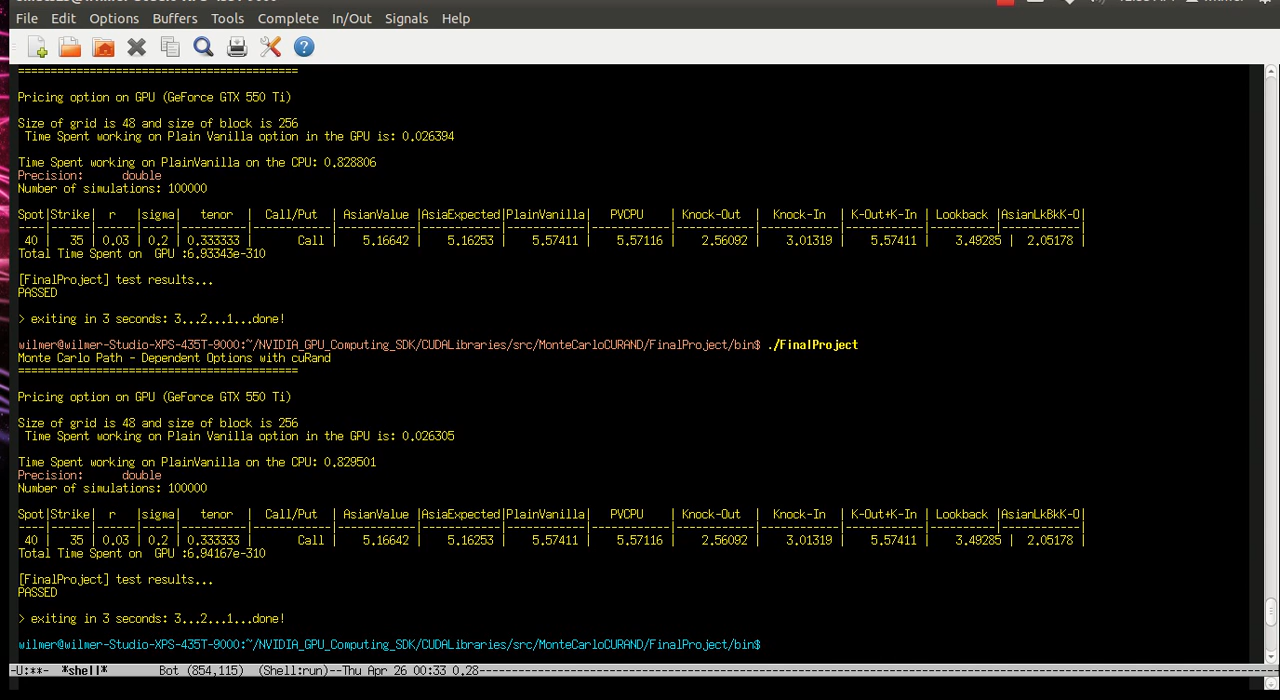 File Edit Options Buffers Tools Complete In/Out Signals Help
==========================================
Pricing option on GPU (GeForce GTX 550 Ti)
Size of grid is 48 and size of block is 256
Time Spent working on Plain Vanilla option in the GPU is: 0.026394
Time Spent working on PlainVanilla on the CPU: 0.828806
Precision: double
Number of simulations: 100000
Spot|Strike| r |sigma| tenor | Call/Put | AsianValue |AsiaExpected|PlainVanilla| PVCPU | Knock-Out | Knock-In | K-Out+K-In | Lookback |AsianLkBkK-O|
----|------|------|-----|----------|------------|------------|------------|------------|-----------|------------|------------|------------|----------|------------|
40 | 35 | 0.03 | 0.2 | 0.333333 | Call | 5.16642 | 5.16253 | 5.57411 | 5.57116 | 2.56092 | 3.01319 | 5.57411 | 3.49285 | 2.05178 |
Total Time Spent on GPU :6.93343e-310
[FinalProject] test results...
PASSED
> exiting in 3 seconds: 3...2...1...done!
wilmer@wilmer-Studio-XPS-435T-9000:~/NVIDIA_GPU_Computing_SDK/CUDALibraries/src/MonteCarloCURAND/FinalProject/bin$ ./FinalProject
Monte Carlo Path - Dependent Options with cuRand
==========================================
Pricing option on GPU (GeForce GTX 550 Ti)
Size of grid is 48 and size of block is 256
Time Spent working on Plain Vanilla option in the GPU is: 0.026305
Time Spent working on PlainVanilla on the CPU: 0.829501
Precision: double
Number of simulations: 100000
Spot|Strike| r |sigma| tenor | Call/Put | AsianValue |AsiaExpected|PlainVanilla| PVCPU | Knock-Out | Knock-In | K-Out+K-In | Lookback |AsianLkBkK-O|
----|------|------|-----|----------|------------|------------|------------|------------|-----------|------------|------------|------------|----------|------------|
40 | 35 | 0.03 | 0.2 | 0.333333 | Call | 5.16642 | 5.16253 | 5.57411 | 5.57116 | 2.56092 | 3.01319 | 5.57411 | 3.49285 | 2.05178 |
Total Time Spent on GPU :6.94167e-310
[FinalProject] test results...
PASSED
> exiting in 3 seconds: 3...2...1...done!
wilmer@wilmer-Studio-XPS-435T-9000:~/NVIDIA_GPU_Computing_SDK/CUDALibraries/src/MonteCarloCURAND/FinalProject/bin$
-U:**- *shell* Bot (854,115) (Shell:run)--Thu Apr 26 00:33 0.28--------